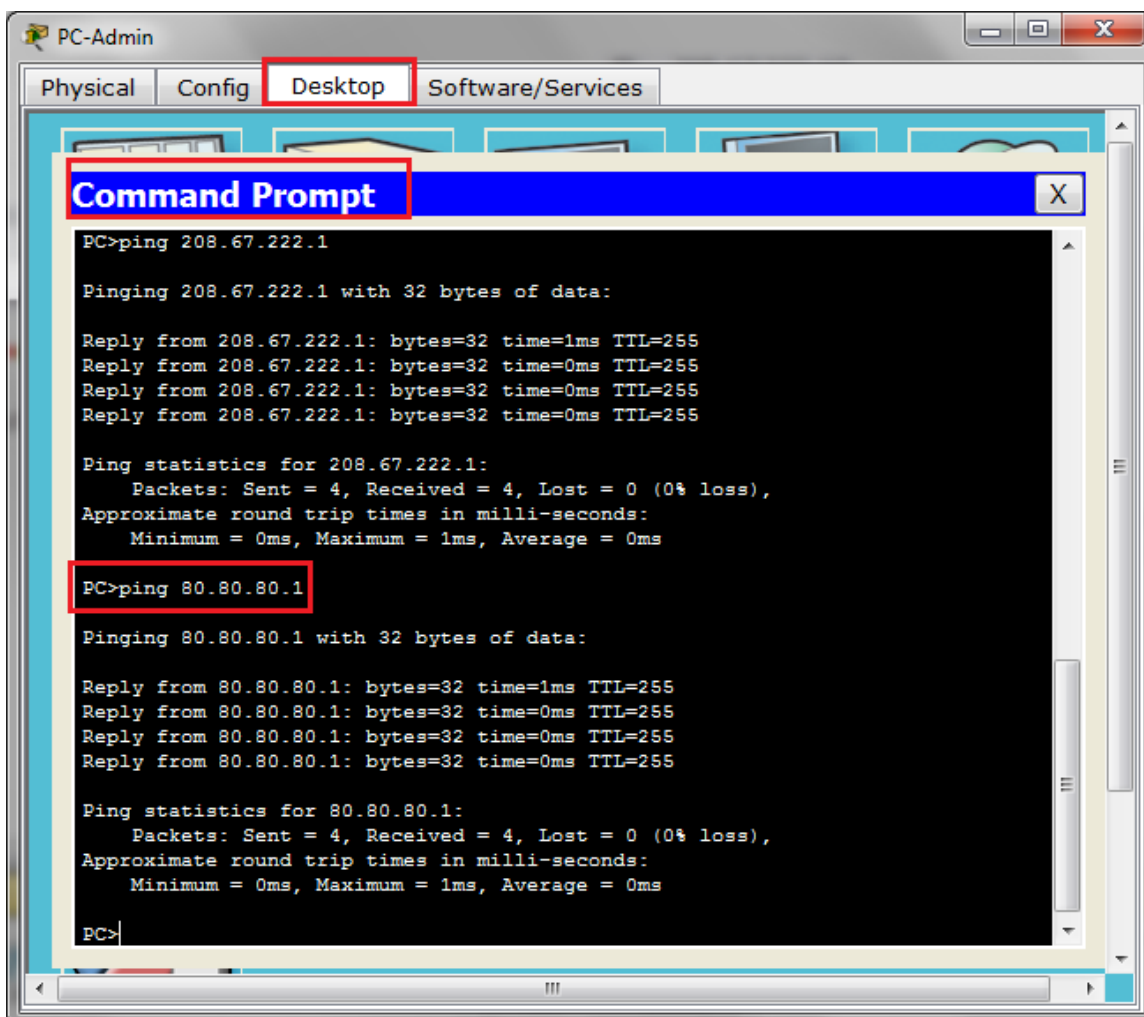 PC-Admin
Physical Config Desktop Software/Services
Command Prompt X
PC>ping 208.67.222.1
Pinging 208.67.222.1 with 32 bytes of data:
Reply from 208.67.222.1: bytes=32 time=1ms TTL=255
Reply from 208.67.222.1: bytes=32 time=0ms TTL=255
Reply from 208.67.222.1: bytes=32 time=0ms TTL=255
Reply from 208.67.222.1: bytes=32 time=0ms TTL=255
Ping statistics for 208.67.222.1:
Packets: Sent = 4, Received = 4, Lost = 0 (0% loss),
Approximate round trip times in milli-seconds:
Minimum = 0ms, Maximum = 1ms, Average = 0ms
PC>ping 80.80.80.1
Pinging 80.80.80.1 with 32 bytes of data:
Reply from 80.80.80.1: bytes=32 time=1ms TTL=255
Reply from 80.80.80.1: bytes=32 time=0ms TTL=255
Reply from 80.80.80.1: bytes=32 time=0ms TTL=255
Reply from 80.80.80.1: bytes=32 time=0ms TTL=255
Ping statistics for 80.80.80.1:
Packets: Sent = 4, Received = 4, Lost = 0 (0% loss),
Approximate round trip times in milli-seconds:
Minimum = 0ms, Maximum = 1ms, Average = 0ms
PC>